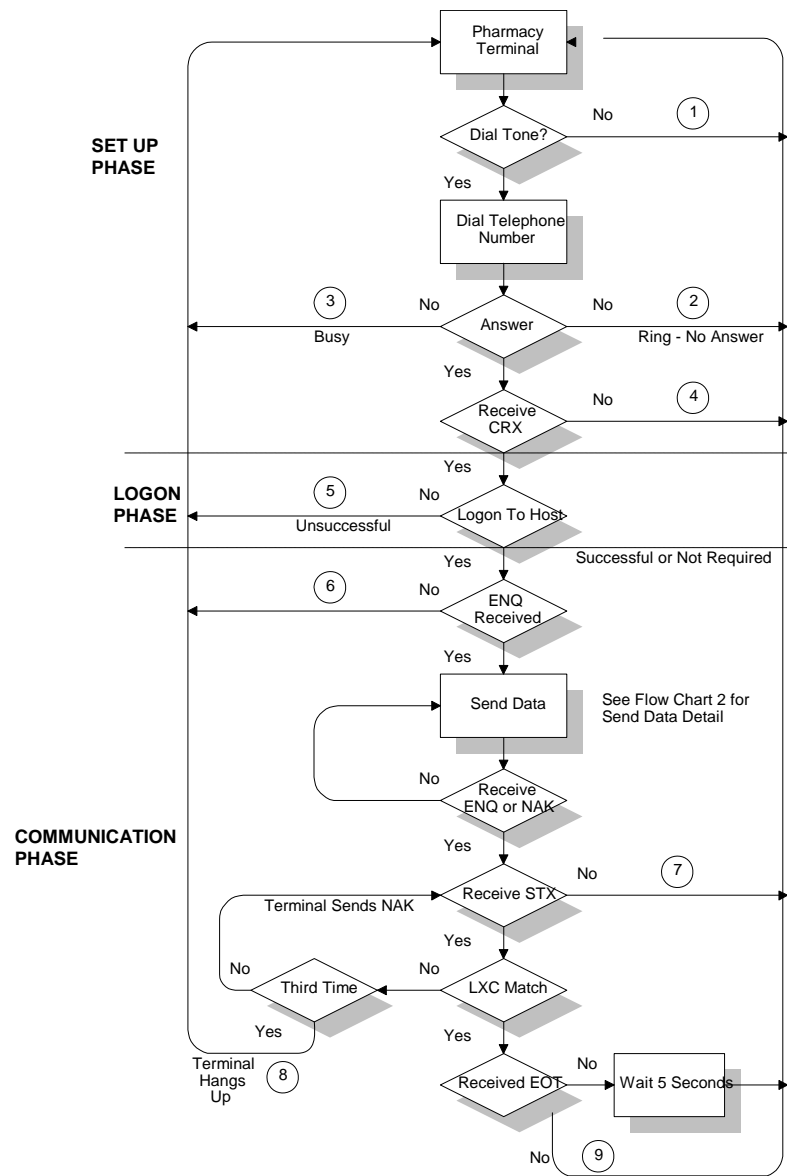 Pharmacy
Terminal
No
1
Dial Tone?
SET UP
PHASE
Yes
Dial Telephone
Number
3
No
No
2
Answer
Busy
Ring - No Answer
Yes
Receive
CRX
No
4
Yes
LOGON
PHASE
5
No
Logon To Host
Unsuccessful
Yes
Successful or Not Required
6
No
ENQ
Received
Yes
Send Data
See Flow Chart 2 for
Send Data Detail
No
Receive
ENQ or NAK
COMMUNICATION
PHASE
Yes
No
7
Receive STX
Terminal Sends NAK
Yes
No
Third Time
No
LXC Match
Yes
Yes
Terminal
Hangs
Up
8
Received EOT
No
Wait 5 Seconds
No
9